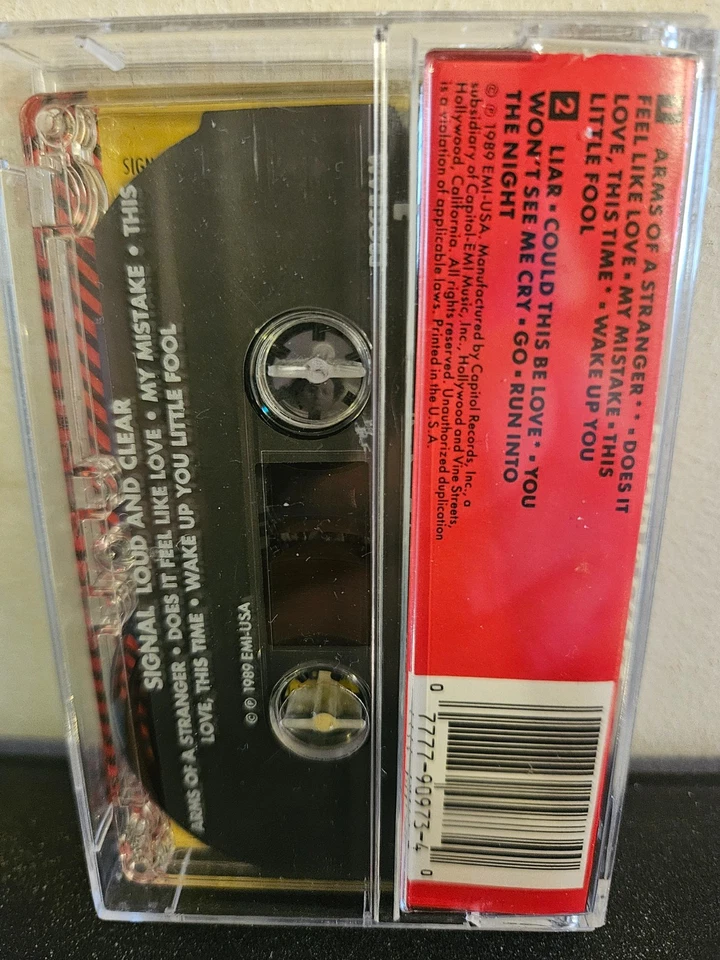 1 ARMS OF A STRANGER** ▪ DOES IT
FEEL LIKE LOVE ▪ MY MISTAKE ▪ THIS
LOVE, THIS TIME* ▪ WAKE UP YOU
LITTLE FOOL
2 LIAR ▪ COULD THIS BE LOVE* ▪ YOU
WON'T SEE ME CRY ▪ GO ▪ RUN INTO
THE NIGHT
© ℗ 1989 EMI-USA. Manufactured by Capitol Records, Inc., a
subsidiary of Capitol-EMI Music, Inc., Hollywood and Vine Streets,
Hollywood, California. All rights reserved. Unauthorized duplication
is a violation of applicable laws. Printed in the U.S.A.
0 7777-90973-4 0
SIGN
SIGNAL LOUD AND CLEAR
ARMS OF A STRANGER • DOES IT FEEL LIKE LOVE • MY MISTAKE • THIS
LOVE, THIS TIME • WAKE UP YOU LITTLE FOOL
© ℗ 1989 EMI-USA